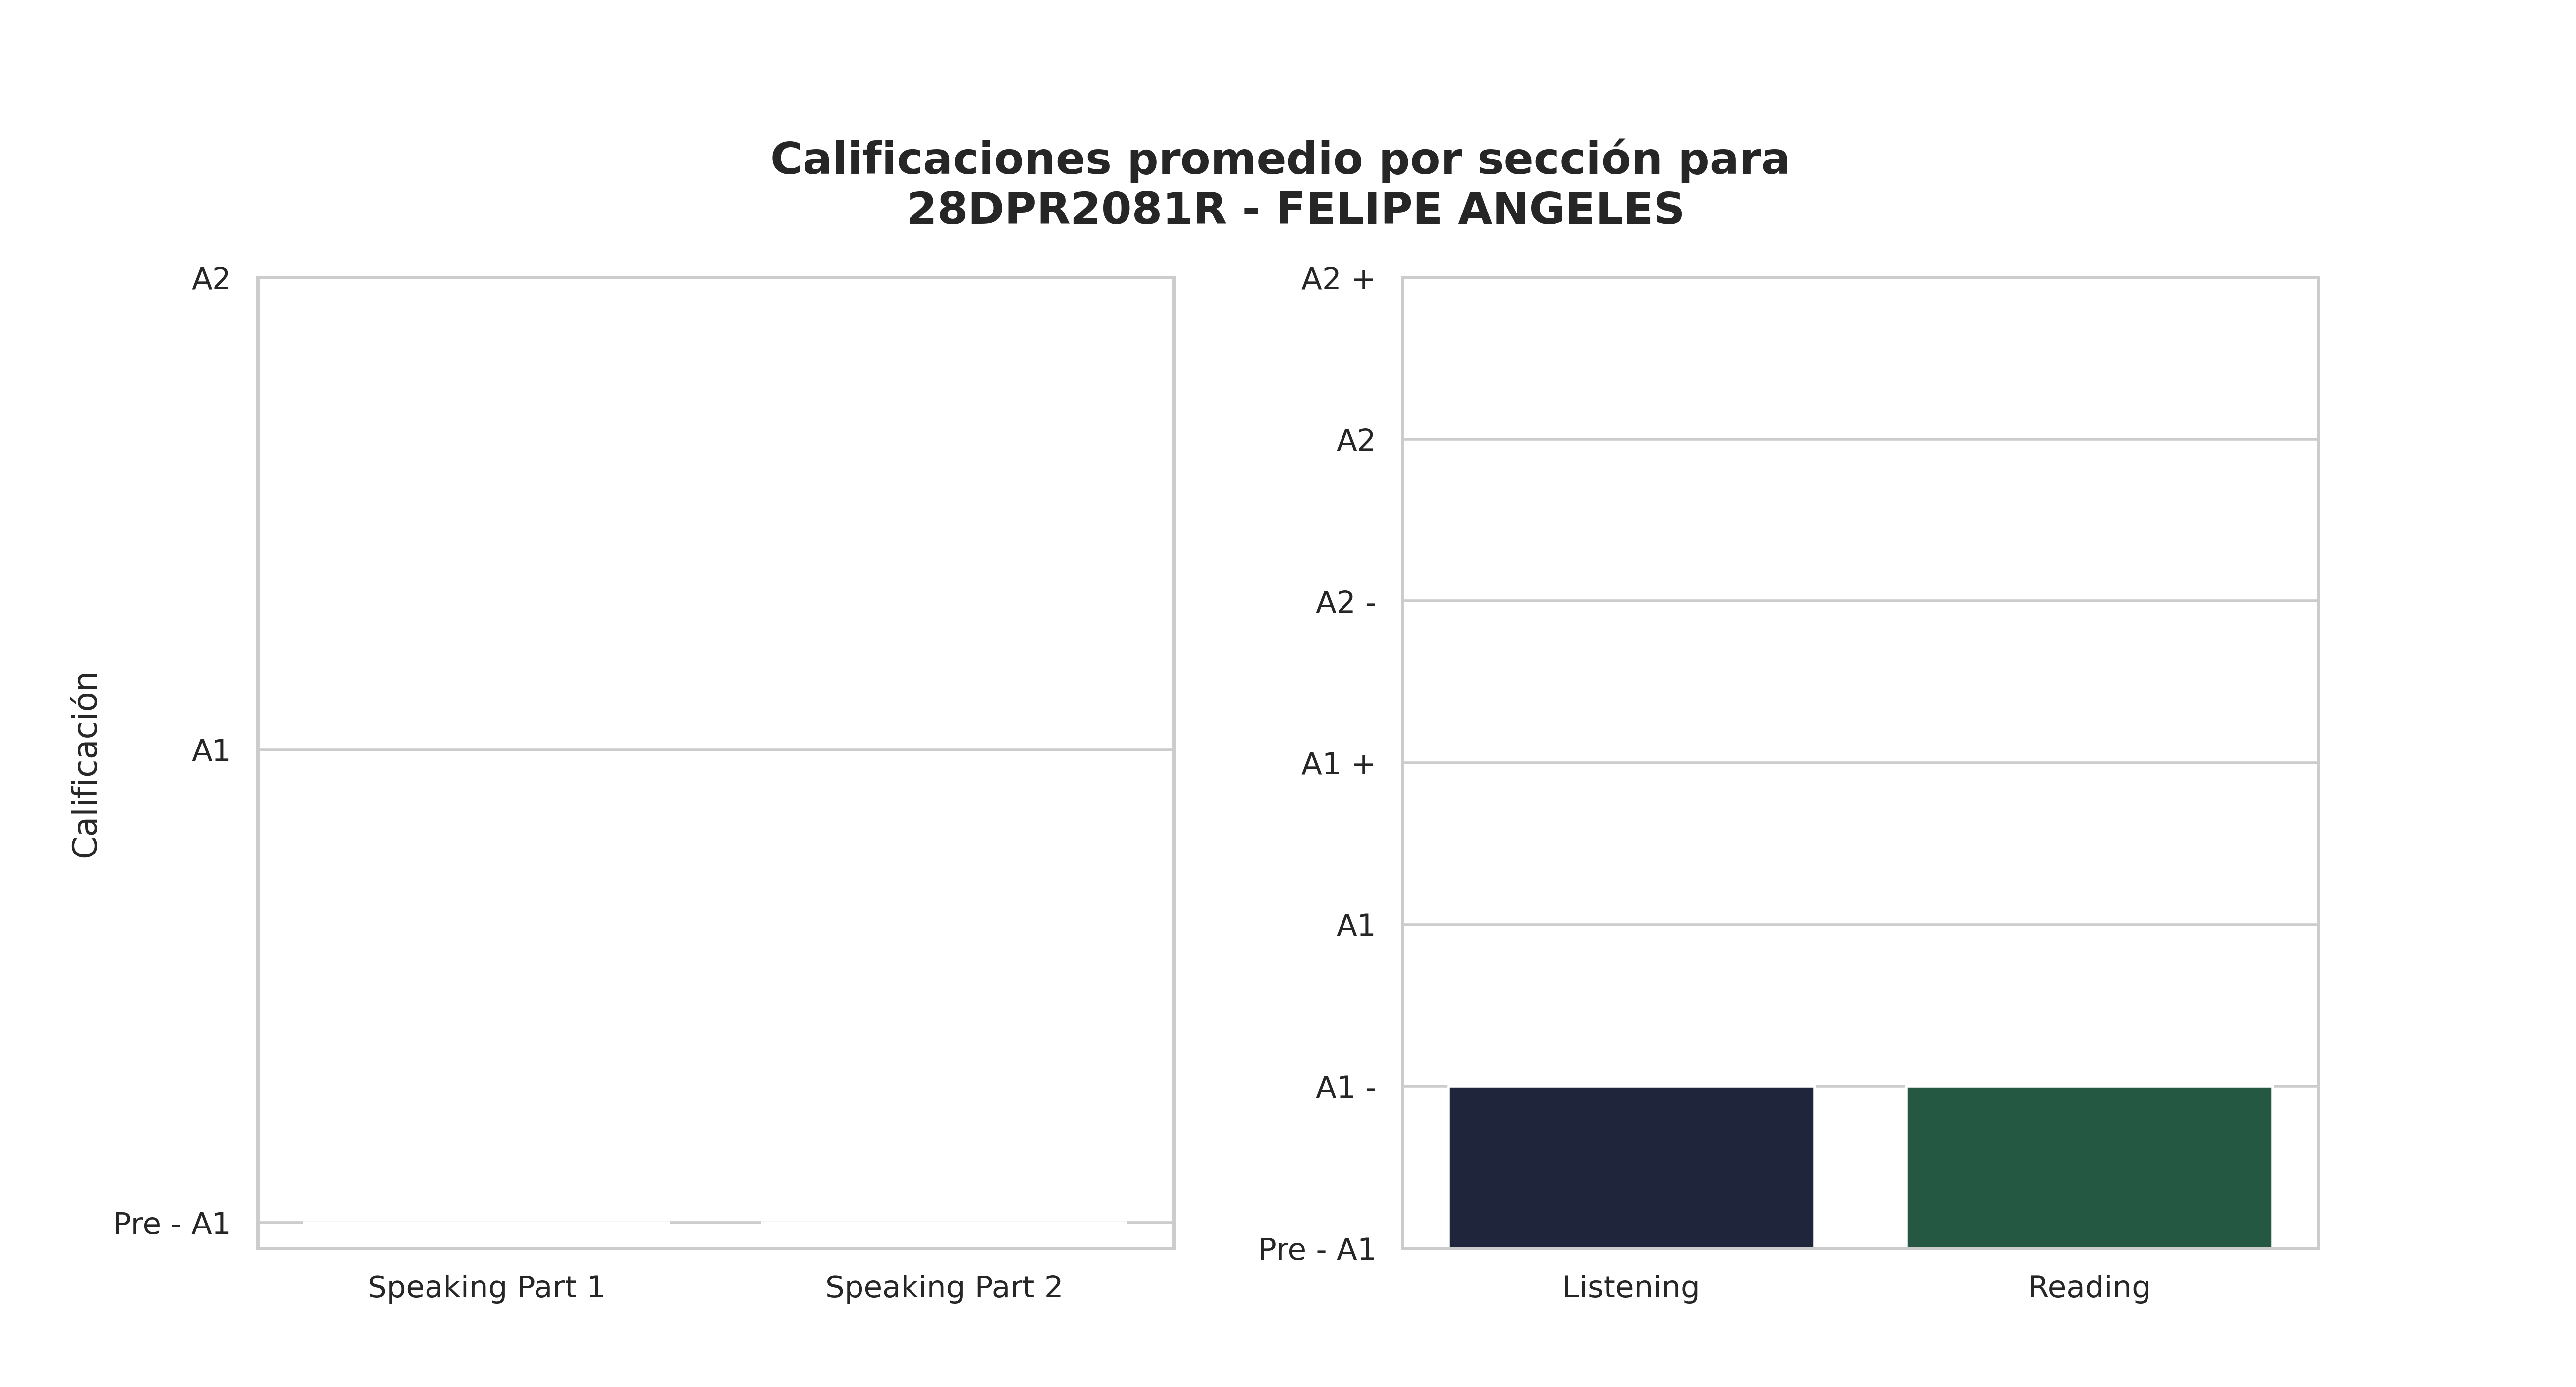 Calificaciones promedio por sección para
28DPR2081R - FELIPE ANGELES
Calificación
A2
A1
Pre - A1
Speaking Part 1
Speaking Part 2
A2 +
A2
A2 -
A1 +
A1
A1 -
Pre - A1
Listening
Reading